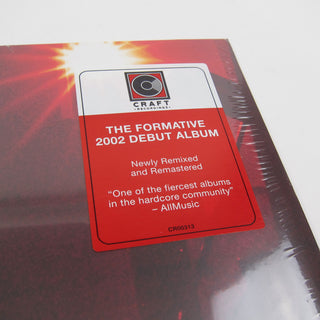 CRAFT
RECORDINGS
THE FORMATIVE
2002 DEBUT ALBUM
Newly Remixed
and Remastered
“One of the fiercest albums
in the hardcore community”
– AllMusic
CR00313